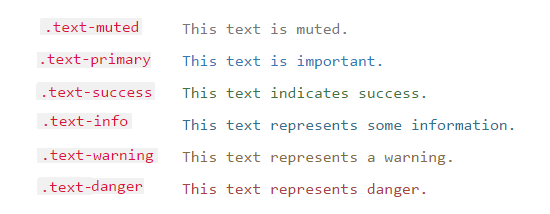 .text-muted This text is muted.
.text-primary This text is important.
.text-success This text indicates success.
.text-info This text represents some information.
.text-warning This text represents a warning.
.text-danger This text represents danger.